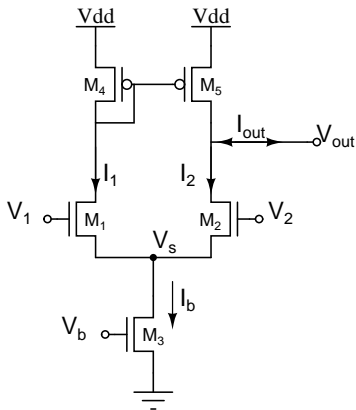 Vdd Vdd
M4 M5
Iout
Vout
I1 I2
V1 M1 M2 V2
Vs
Ib
Vb M3